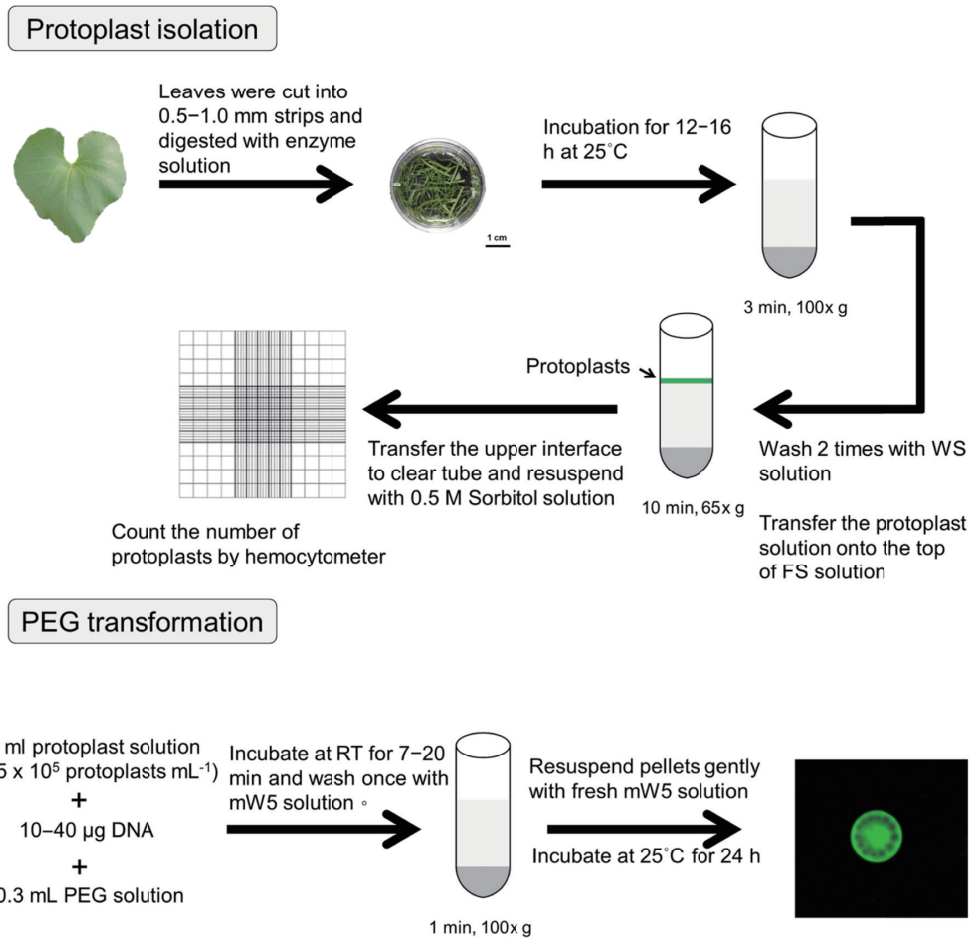 Protoplast isolation
Leaves were cut into
0.5–1.0 mm strips and
digested with enzyme
solution
Incubation for 12–16
h at 25°C
1 cm
3 min, 100x g
Protoplasts
Wash 2 times with WS
solution
Transfer the protoplast
solution onto the top
of FS solution
10 min, 65x g
Transfer the upper interface
to clear tube and resuspend
with 0.5 M Sorbitol solution
Count the number of
protoplasts by hemocytometer
PEG transformation
ml protoplast solution
5 x 10⁵ protoplasts mL⁻¹)
+
10–40 µg DNA
+
0.3 mL PEG solution
Incubate at RT for 7–20
min and wash once with
mW5 solution 。
1 min, 100x g
Resuspend pellets gently
with fresh mW5 solution
Incubate at 25°C for 24 h